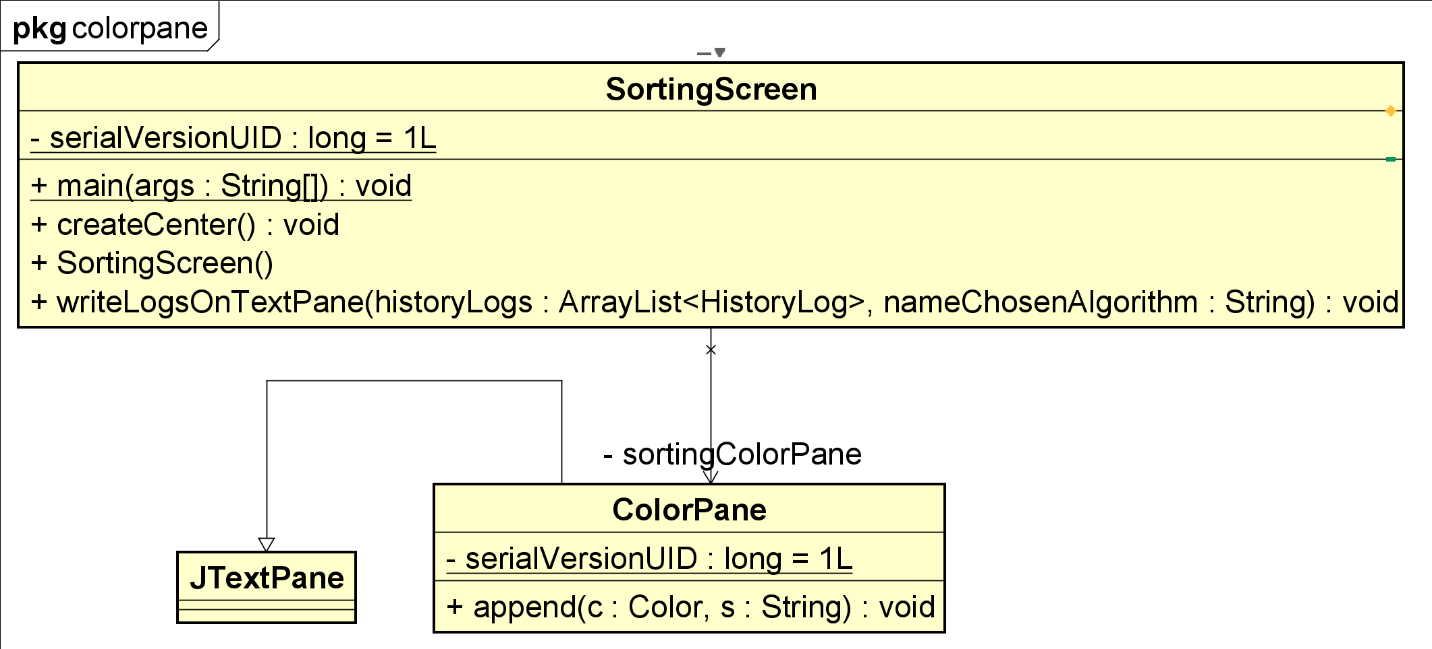 pkg colorpane
SortingScreen
- serialVersionUID : long = 1L
+ main(args : String[]) : void
+ createCenter() : void
+ SortingScreen()
+ writeLogsOnTextPane(historyLogs : ArrayList<HistoryLog>, nameChosenAlgorithm : String) : void
- sortingColorPane
ColorPane
- serialVersionUID : long = 1L
+ append(c : Color, s : String) : void
JTextPane